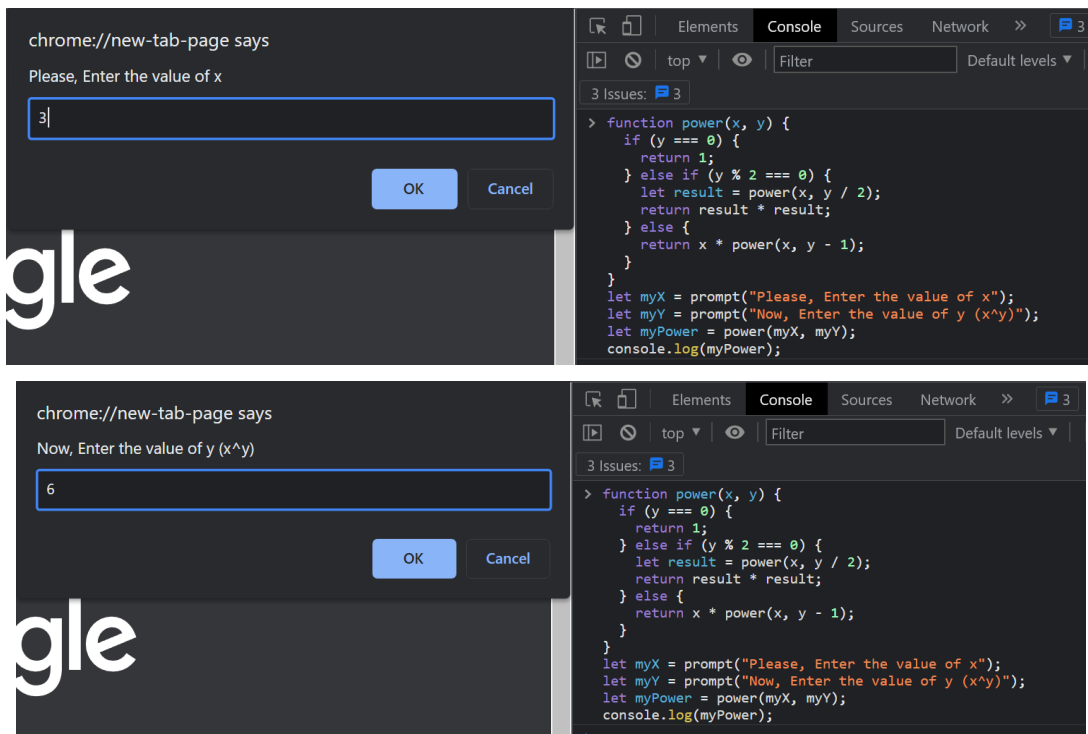 chrome://new-tab-page says
Please, Enter the value of x
3
OK Cancel
gle
Elements Console Sources Network » 3
top ▼ Filter Default levels ▼
3 Issues: 3
> function power(x, y) {
if (y === 0) {
return 1;
} else if (y % 2 === 0) {
let result = power(x, y / 2);
return result * result;
} else {
return x * power(x, y - 1);
}
}
let myX = prompt("Please, Enter the value of x");
let myY = prompt("Now, Enter the value of y (x^y)");
let myPower = power(myX, myY);
console.log(myPower);
chrome://new-tab-page says
Now, Enter the value of y (x^y)
6
OK Cancel
gle
Elements Console Sources Network » 3
top ▼ Filter Default levels ▼
3 Issues: 3
> function power(x, y) {
if (y === 0) {
return 1;
} else if (y % 2 === 0) {
let result = power(x, y / 2);
return result * result;
} else {
return x * power(x, y - 1);
}
}
let myX = prompt("Please, Enter the value of x");
let myY = prompt("Now, Enter the value of y (x^y)");
let myPower = power(myX, myY);
console.log(myPower);